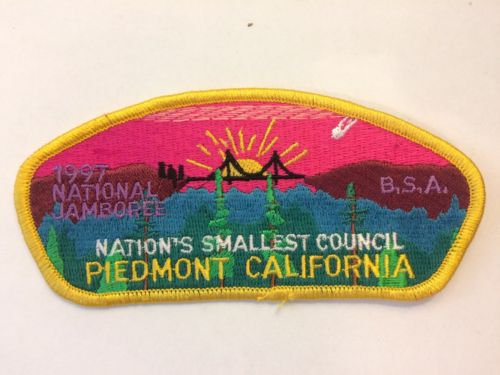 1997
NATIONAL
JAMBOREE
B.S.A.
NATION'S SMALLEST COUNCIL
PIEDMONT CALIFORNIA